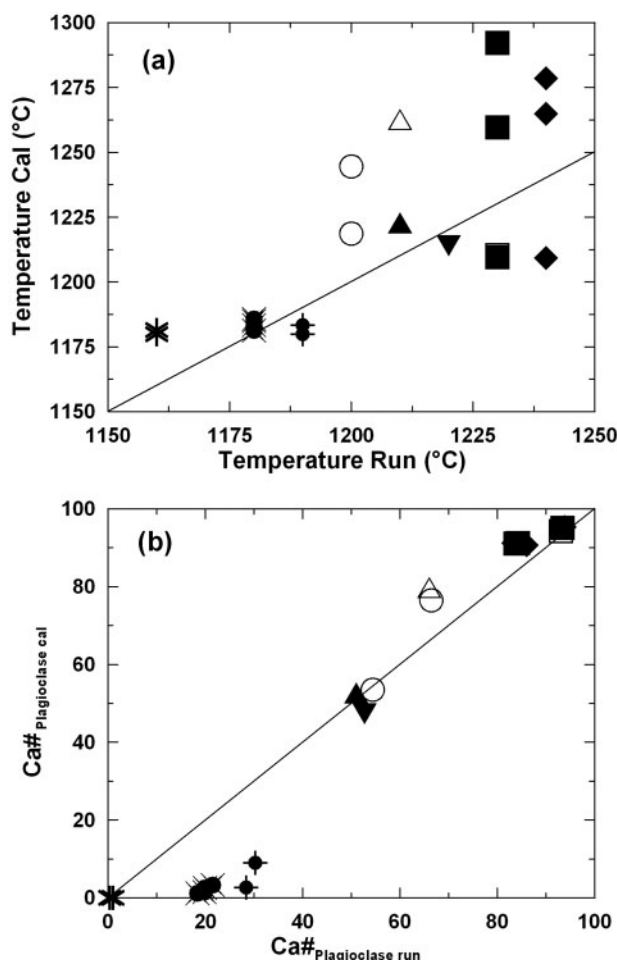 1300
(a)
1275
1250
1225
1200
1175
1150
Temperature Cal (°C)
1150 1175 1200 1225 1250
Temperature Run (°C)
100
(b)
80
60
40
20
0
Ca#Plagioclase cal
0 20 40 60 80 100
Ca#Plagioclase run